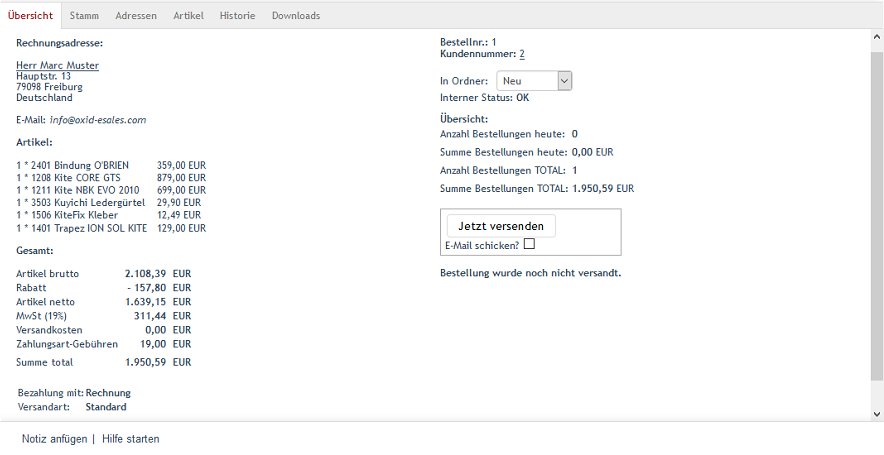 Übersicht Stamm Adressen Artikel Historie Downloads
Rechnungsadresse:
Herr Marc Muster
Hauptstr. 13
79098 Freiburg
Deutschland
E-Mail: info@oxid-esales.com
Artikel:
1 * 2401 Bindung O'BRIEN 359,00 EUR
1 * 1208 Kite CORE GTS 879,00 EUR
1 * 1211 Kite NBK EVO 2010 699,00 EUR
1 * 3503 Kuyichi Ledergürtel 29,90 EUR
1 * 1506 KiteFix Kleber 12,49 EUR
1 * 1401 Trapez ION SOL KITE 129,00 EUR
Gesamt:
Artikel brutto 2.108,39 EUR
Rabatt - 157,80 EUR
Artikel netto 1.639,15 EUR
MwSt (19%) 311,44 EUR
Versandkosten 0,00 EUR
Zahlungsart-Gebühren 19,00 EUR
Summe total 1.950,59 EUR
Bezahlung mit: Rechnung
Versandart: Standard
Bestellnr.: 1
Kundennummer: 2
In Ordner: Neu
Interner Status: OK
Übersicht:
Anzahl Bestellungen heute: 0
Summe Bestellungen heute: 0,00 EUR
Anzahl Bestellungen TOTAL: 1
Summe Bestellungen TOTAL: 1.950,59 EUR
Jetzt versenden
E-Mail schicken?
Bestellung wurde noch nicht versandt.
Notiz anfügen | Hilfe starten